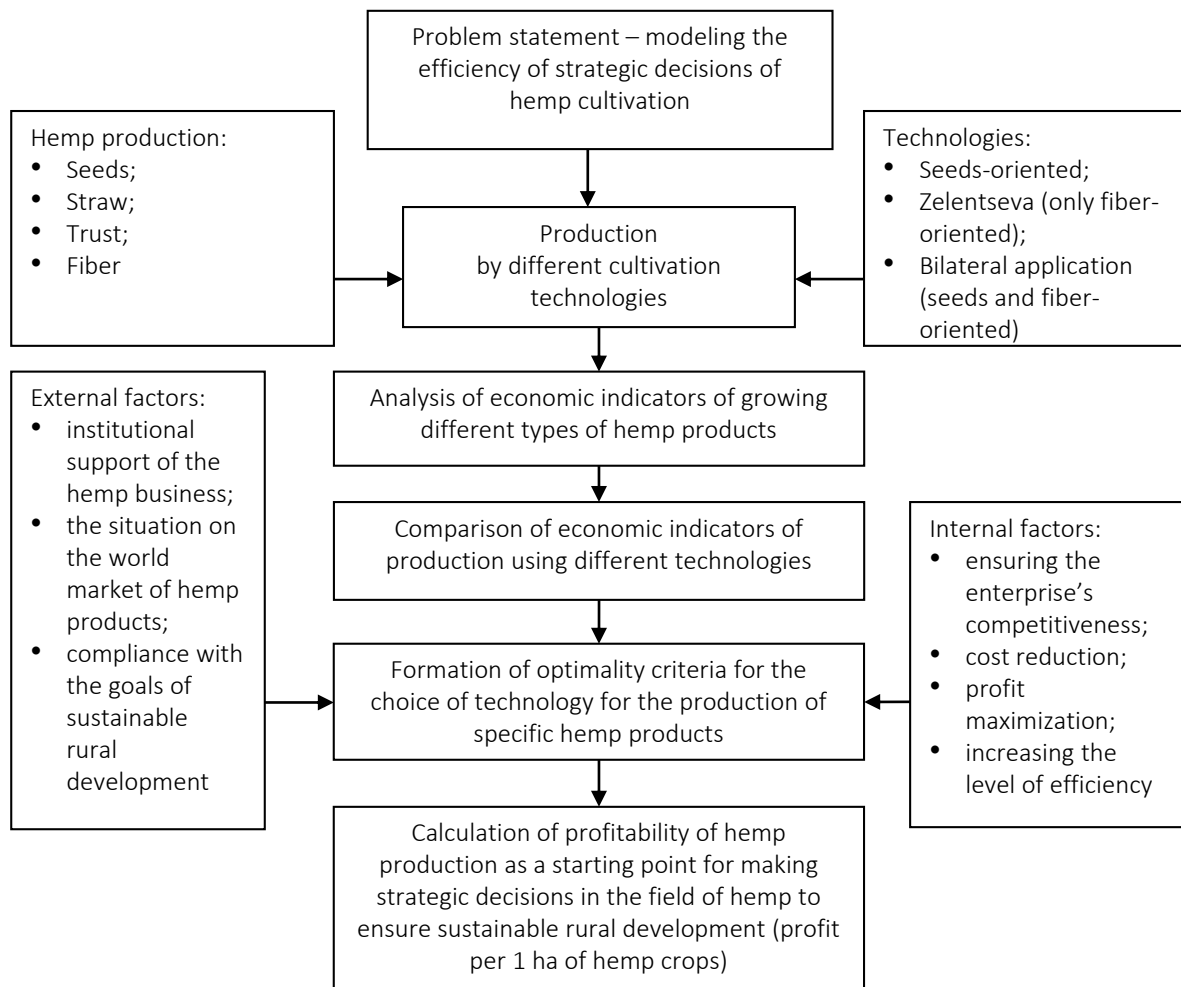 Problem statement – modeling the
efficiency of strategic decisions of
hemp cultivation
Hemp production:
• Seeds;
• Straw;
• Trust;
• Fiber
Technologies:
• Seeds-oriented;
• Zelentseva (only fiber-
oriented);
• Bilateral application
(seeds and fiber-
oriented)
Production
by different cultivation
technologies
Analysis of economic indicators of growing
different types of hemp products
External factors:
• institutional
support of the
hemp business;
• the situation on
the world
market of hemp
products;
• compliance with
the goals of
sustainable
rural
development
Comparison of economic indicators of
production using different technologies
Internal factors:
• ensuring the
enterprise’s
competitiveness;
• cost reduction;
• profit
maximization;
• increasing the
level of efficiency
Formation of optimality criteria for the
choice of technology for the production of
specific hemp products
Calculation of profitability of hemp
production as a starting point for making
strategic decisions in the field of hemp to
ensure sustainable rural development (profit
per 1 ha of hemp crops)